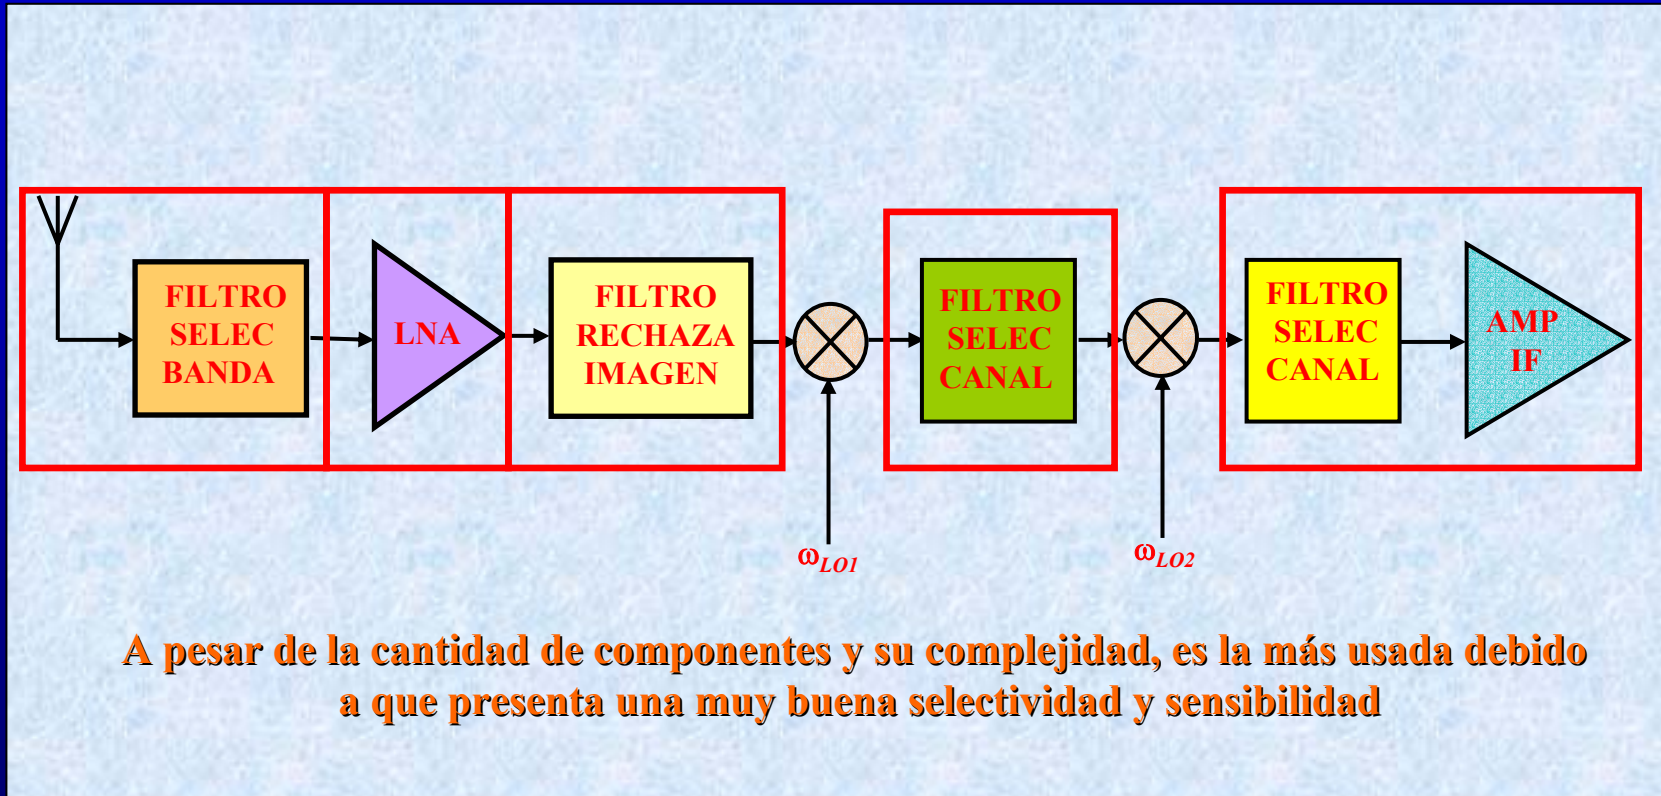 FILTRO
SELEC
BANDA
LNA
FILTRO
RECHAZA
IMAGEN
FILTRO
SELEC
CANAL
FILTRO
SELEC
CANAL
AMP
IF
ωLO1
ωLO2
A pesar de la cantidad de componentes y su complejidad, es la más usada debido
a que presenta una muy buena selectividad y sensibilidad